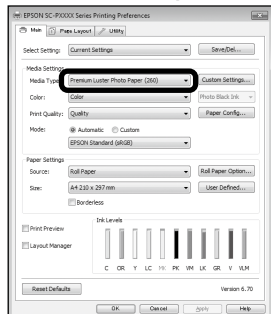 EPSON SC-PXXXX Series Printing Preferences
Main Page Layout Utility
Select Setting: Current Settings Save/Del...
Media Settings
Media Type: Premium Luster Photo Paper (260) Custom Settings...
Color: Color Photo Black Ink
Print Quality: Quality Paper Config...
Mode: Automatic Custom
EPSON Standard (sRGB)
Paper Settings
Source: Roll Paper Roll Paper Option...
Size: A4 210 x 297 mm User Defined...
Borderless
Print Preview
Layout Manager
Ink Levels
C OR Y LC MK PK VM LK GR V VLM
Reset Defaults Version 6.70
OK Cancel Apply Help